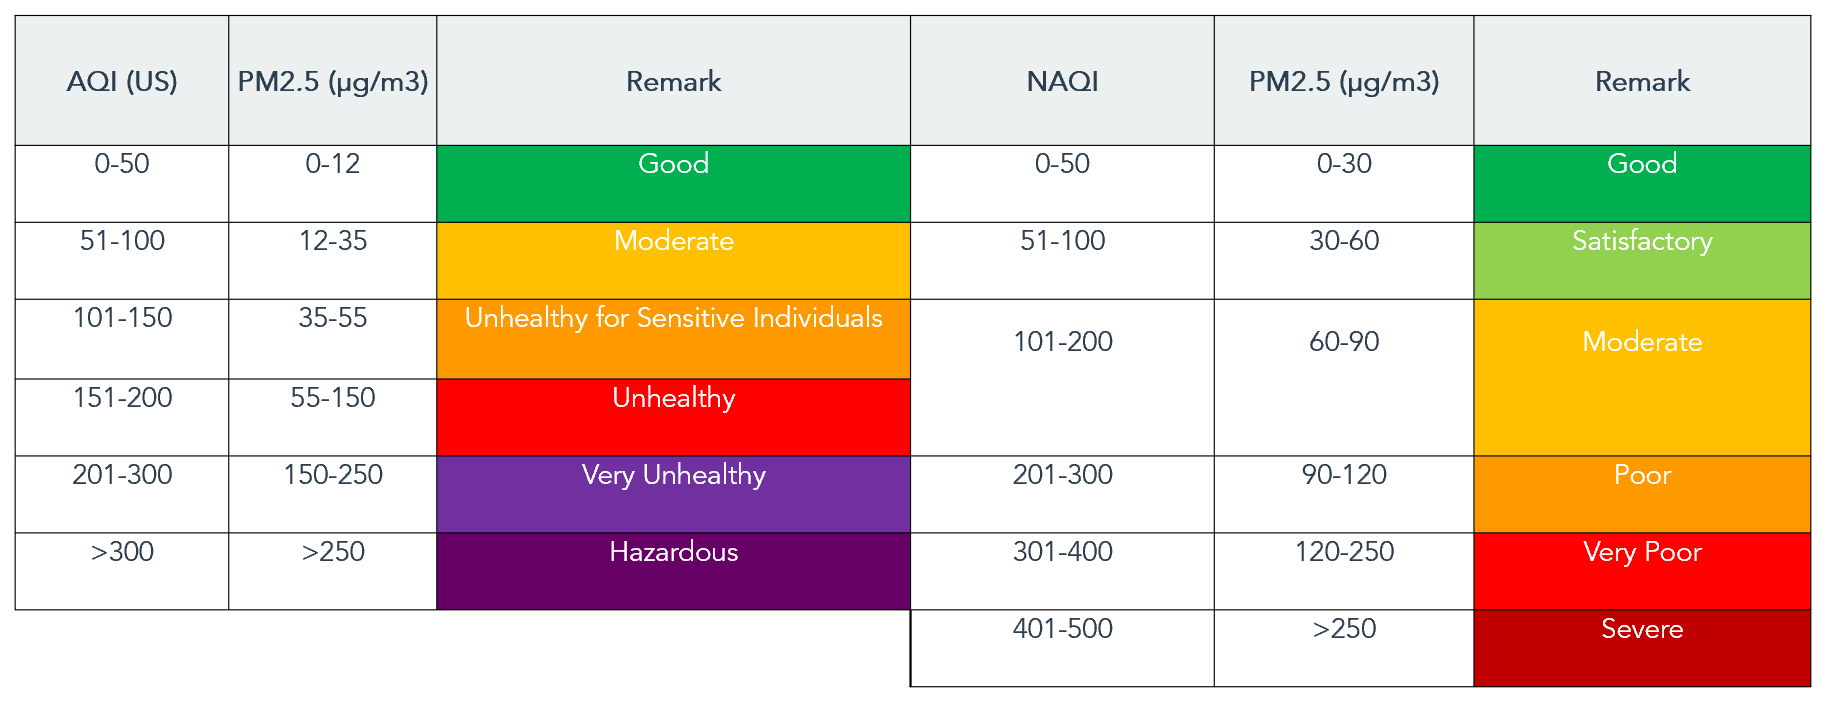 AQI (US) PM2.5 (µg/m3) Remark NAQI PM2.5 (µg/m3) Remark
0-50 0-12 Good 0-50 0-30 Good
51-100 12-35 Moderate 51-100 30-60 Satisfactory
101-150 35-55 Unhealthy for Sensitive Individuals
101-200 60-90 Moderate
151-200 55-150 Unhealthy
201-300 150-250 Very Unhealthy 201-300 90-120 Poor
>300 >250 Hazardous 301-400 120-250 Very Poor
401-500 >250 Severe